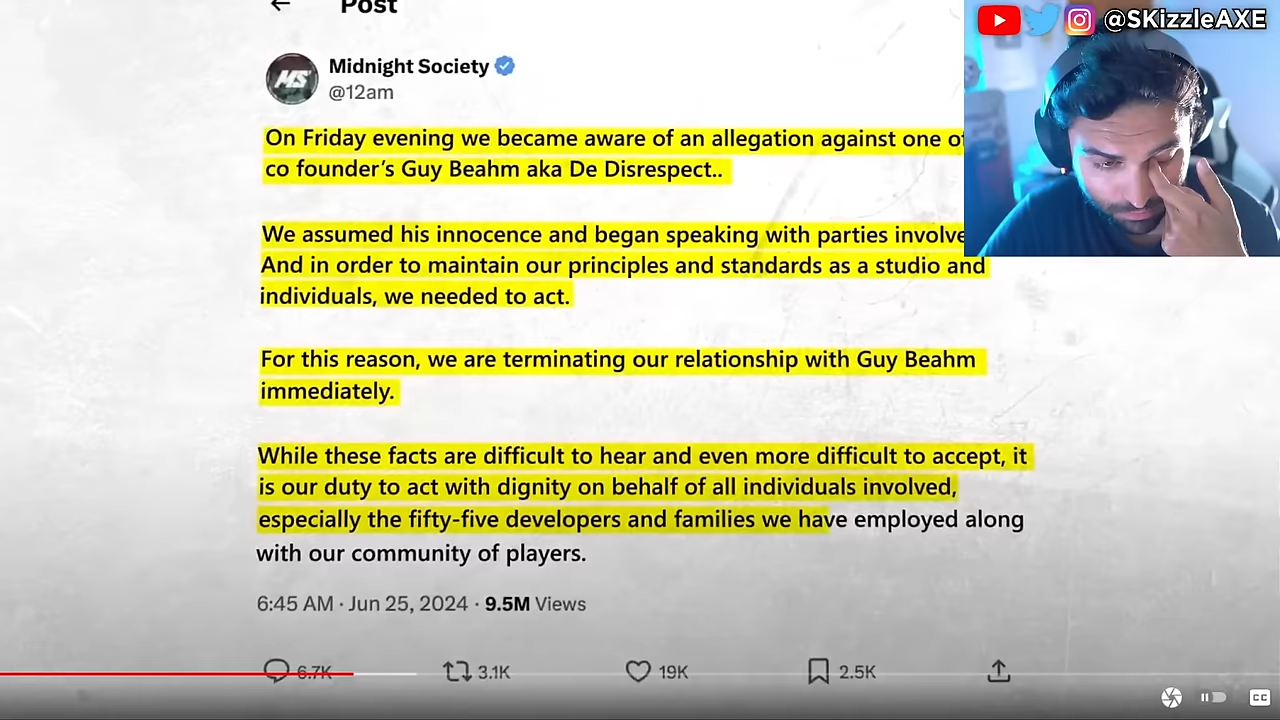 Post
@SKizzleAXE
MS
Midnight Society
@12am
On Friday evening we became aware of an allegation against one
co founder's Guy Beahm aka De Disrespect..
We assumed his innocence and began speaking with parties
And in order to maintain our principles and standards as a studio and
individuals, we needed to act.
For this reason, we are terminating our relationship with Guy Beahm
immediately.
While these facts are difficult to hear and even more difficult to accept, it
is our duty to act with dignity on behalf of all individuals involved,
especially the fifty-five developers and families we have employed along
with our community of players.
6:45 AM · Jun 25, 2024 · 9.5M Views
6.7K 3.1K 19K 2.5K
CC